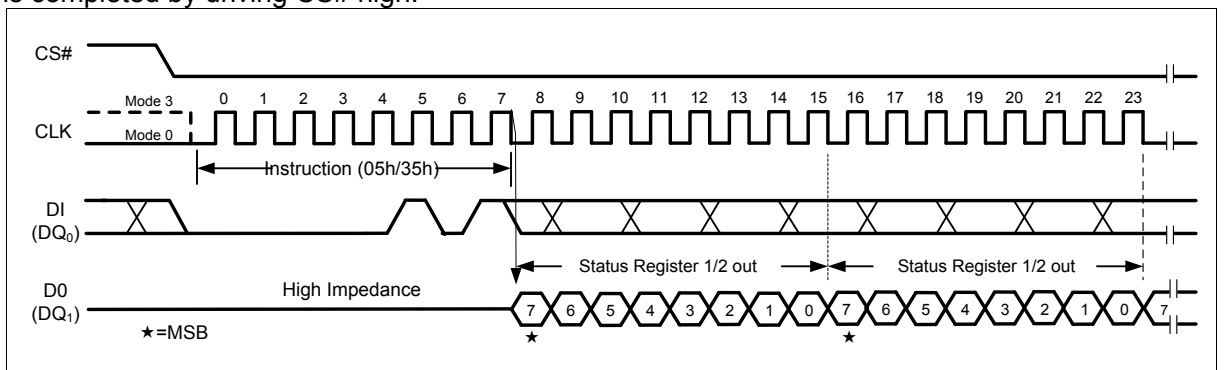 is completed by driving CS# high.
CS#
Mode 3 0 1 2 3 4 5 6 7 8 9 10 11 12 13 14 15 16 17 18 19 20 21 22 23
CLK
Mode 0
Instruction (05h/35h)
DI
(DQ0)
Status Register 1/2 out Status Register 1/2 out
D0 High Impedance
(DQ1) 7 6 5 4 3 2 1 0 7 6 5 4 3 2 1 0 7
★=MSB ★ ★